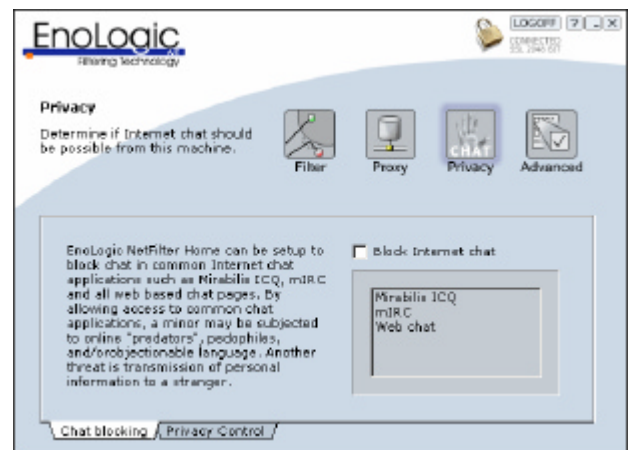 EnoLogic
Filtering Technology
LOGOFF ? - X
CONNECTED
SSL 2048 BIT
Privacy
Determine if Internet chat should
be possible from this machine.
Filter
Proxy
CHAT
Privacy
Advanced
EnoLogic NetFilter Home can be setup to
block chat in common Internet chat
applications such as Mirabilis ICQ, mIRC
and all web based chat pages. By
allowing access to common chat
applications, a minor may be subjected
to online "predators", pedophiles,
and/orobjectionable language. Another
threat is transmission of personal
information to a stranger.
Block Internet chat
Mirabilis ICQ
mIRC
Web chat
Chat blocking
Privacy Control